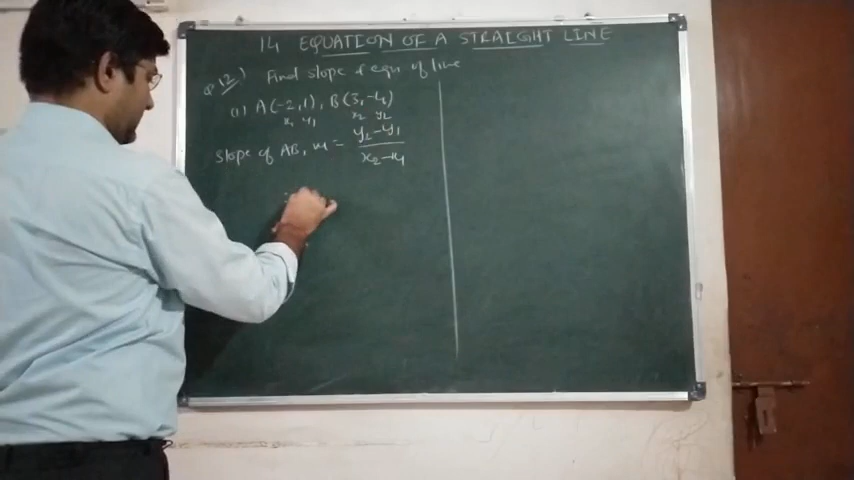 14 EQUATION OF A STRAIGHT LINE
Q.12) Find slope & eqn of line
(i) A(-2,1), B(3,-4)
x₁ y₁ x₂ y₂
Slope of AB, m = y₂-y₁ / x₂-x₁